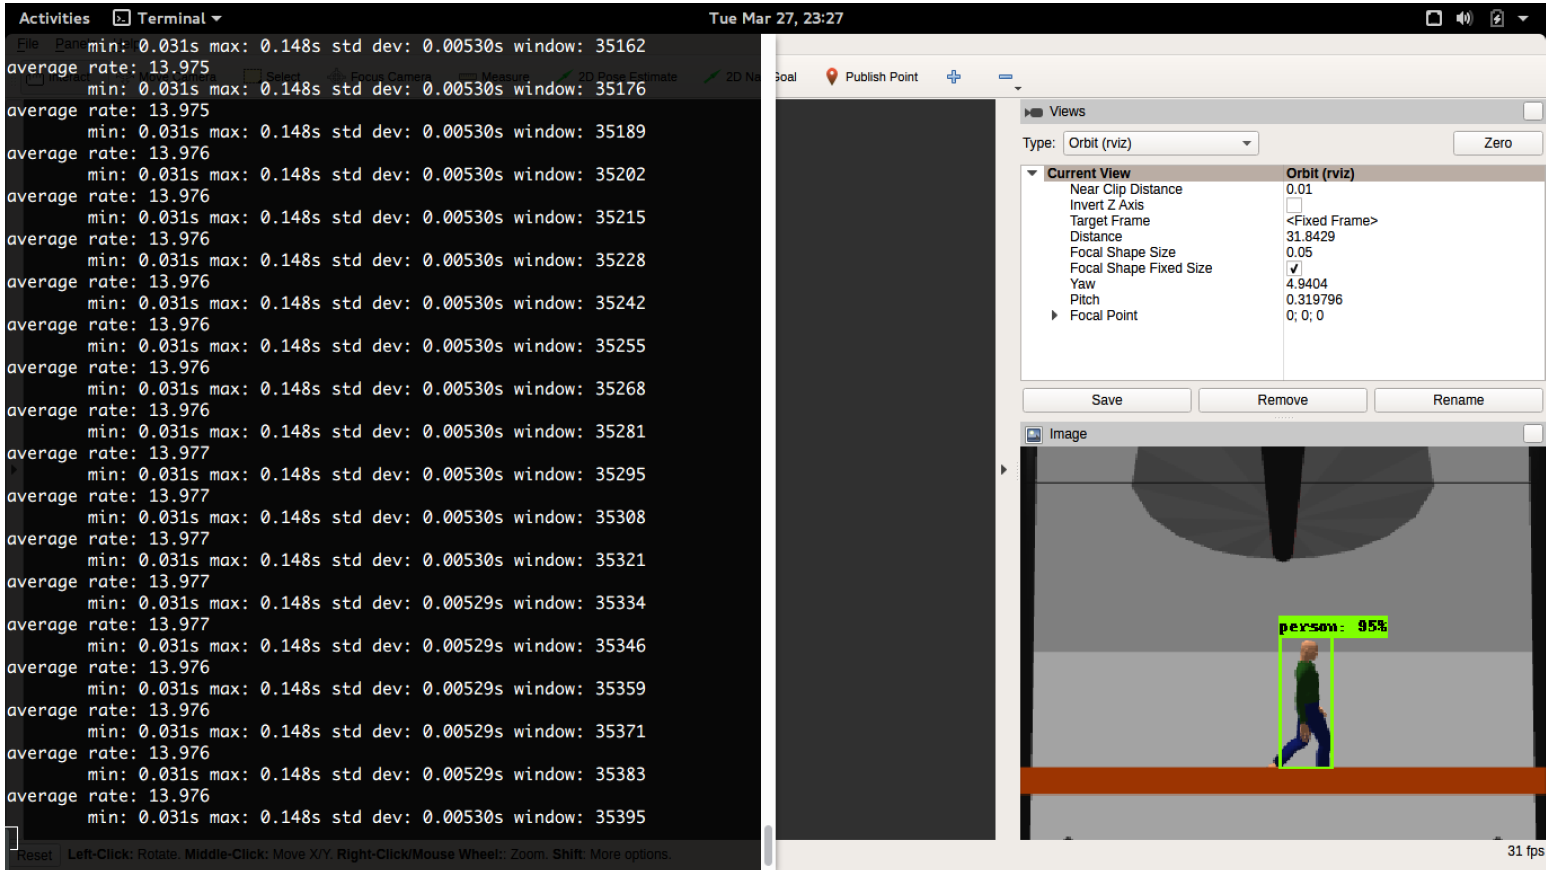 Activities Terminal Tue Mar 27, 23:27
File Panels Help
Interact Move Camera Select Focus Camera Measure 2D Pose Estimate 2D Nav Goal Publish Point
min: 0.031s max: 0.148s std dev: 0.00530s window: 35162
average rate: 13.975
min: 0.031s max: 0.148s std dev: 0.00530s window: 35176
average rate: 13.975
min: 0.031s max: 0.148s std dev: 0.00530s window: 35189
average rate: 13.976
min: 0.031s max: 0.148s std dev: 0.00530s window: 35202
average rate: 13.976
min: 0.031s max: 0.148s std dev: 0.00530s window: 35215
average rate: 13.976
min: 0.031s max: 0.148s std dev: 0.00530s window: 35228
average rate: 13.976
min: 0.031s max: 0.148s std dev: 0.00530s window: 35242
average rate: 13.976
min: 0.031s max: 0.148s std dev: 0.00530s window: 35255
average rate: 13.976
min: 0.031s max: 0.148s std dev: 0.00530s window: 35268
average rate: 13.976
min: 0.031s max: 0.148s std dev: 0.00530s window: 35281
average rate: 13.977
min: 0.031s max: 0.148s std dev: 0.00530s window: 35295
average rate: 13.977
min: 0.031s max: 0.148s std dev: 0.00530s window: 35308
average rate: 13.977
min: 0.031s max: 0.148s std dev: 0.00530s window: 35321
average rate: 13.977
min: 0.031s max: 0.148s std dev: 0.00529s window: 35334
average rate: 13.977
min: 0.031s max: 0.148s std dev: 0.00529s window: 35346
average rate: 13.976
min: 0.031s max: 0.148s std dev: 0.00529s window: 35359
average rate: 13.976
min: 0.031s max: 0.148s std dev: 0.00529s window: 35371
average rate: 13.976
min: 0.031s max: 0.148s std dev: 0.00529s window: 35383
average rate: 13.976
min: 0.031s max: 0.148s std dev: 0.00530s window: 35395
Reset Left-Click: Rotate. Middle-Click: Move X/Y. Right-Click/Mouse Wheel:: Zoom. Shift: More options.
Views
Type: Orbit (rviz) Zero
Current View Orbit (rviz)
Near Clip Distance 0.01
Invert Z Axis
Target Frame <Fixed Frame>
Distance 31.8429
Focal Shape Size 0.05
Focal Shape Fixed Size
Yaw 4.9404
Pitch 0.319796
Focal Point 0; 0; 0
Save Remove Rename
Image
person: 95%
31 fps